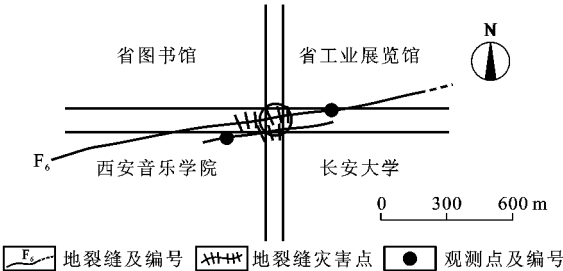 省图书馆 省工业展览馆
N
F₆
西安音乐学院 长安大学
0 300 600 m
F₆ 地裂缝及编号 地裂缝灾害点 观测点及编号